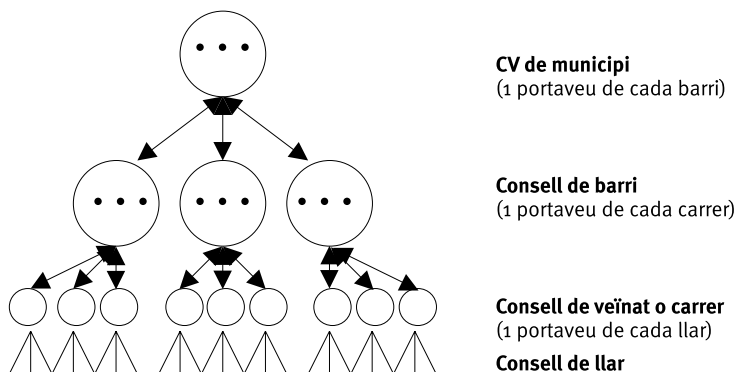 CV de municipi
(1 portaveu de cada barri)
Consell de barri
(1 portaveu de cada carrer)
Consell de veïnat o carrer
(1 portaveu de cada llar)
Consell de llar